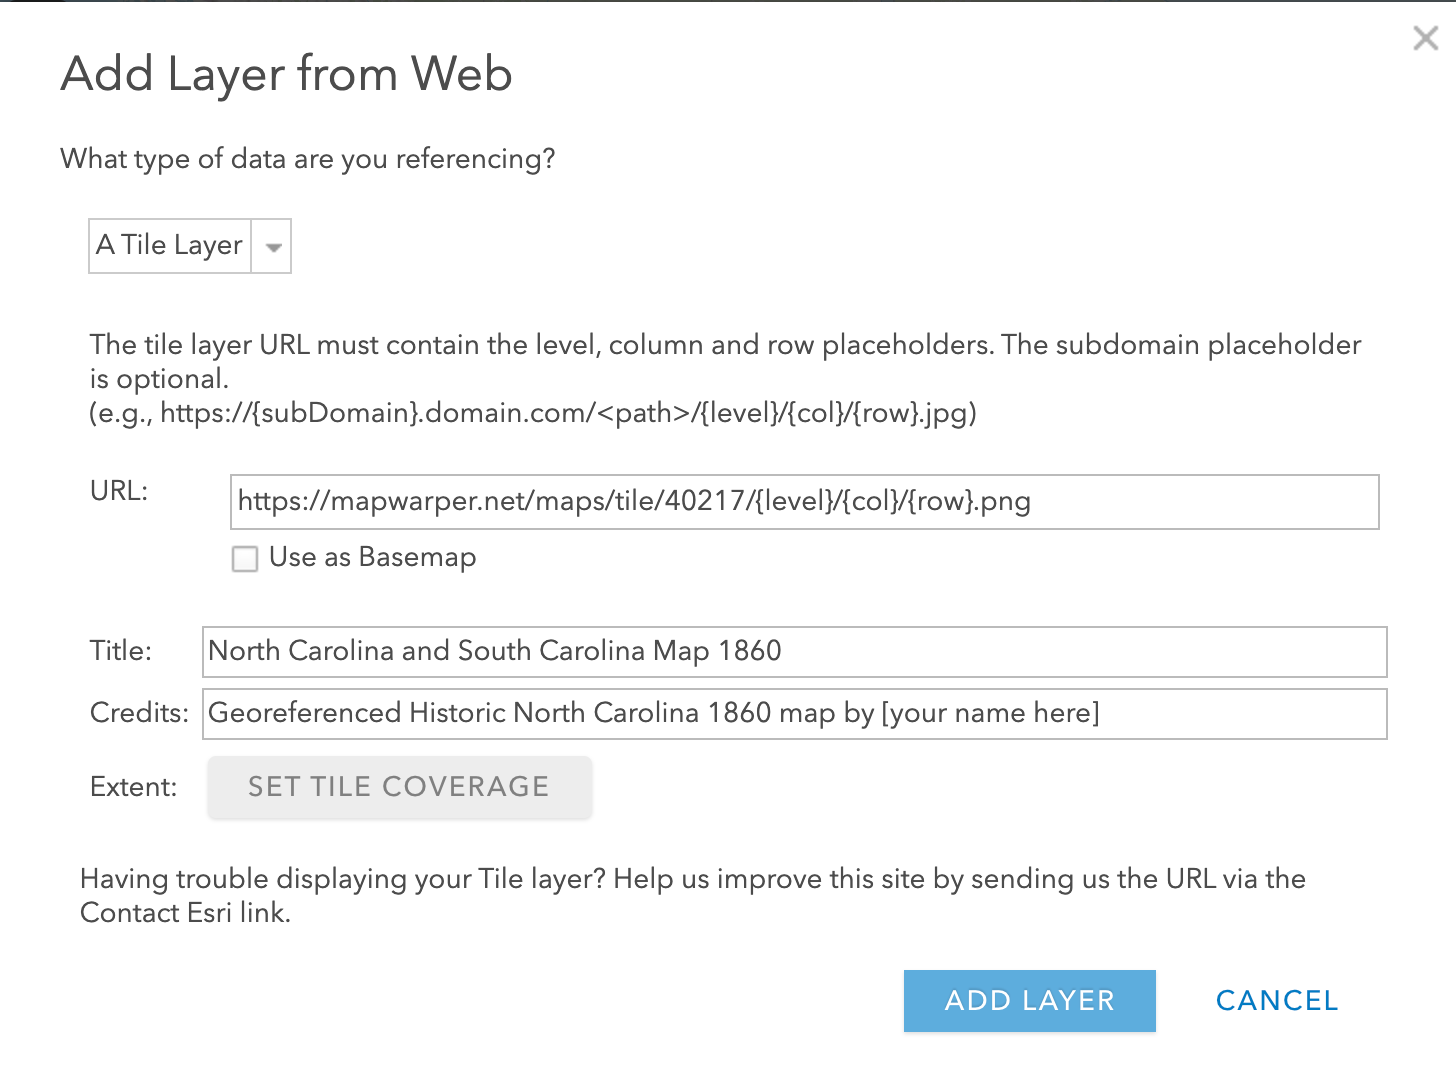 Add Layer from Web
What type of data are you referencing?
A Tile Layer
The tile layer URL must contain the level, column and row placeholders. The subdomain placeholder
is optional.
(e.g., https://{subDomain}.domain.com/<path>/{level}/{col}/{row}.jpg)
URL: https://mapwarper.net/maps/tile/40217/{level}/{col}/{row}.png
Use as Basemap
Title: North Carolina and South Carolina Map 1860
Credits: Georeferenced Historic North Carolina 1860 map by [your name here]
Extent: SET TILE COVERAGE
Having trouble displaying your Tile layer? Help us improve this site by sending us the URL via the
Contact Esri link.
ADD LAYER CANCEL